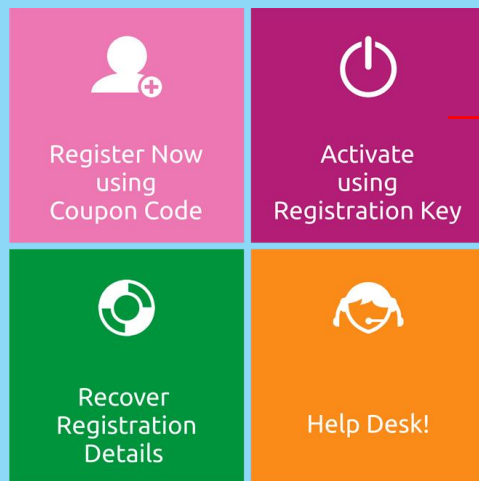 Register Now
using
Coupon Code
Activate
using
Registration Key
Recover
Registration
Details
Help Desk!